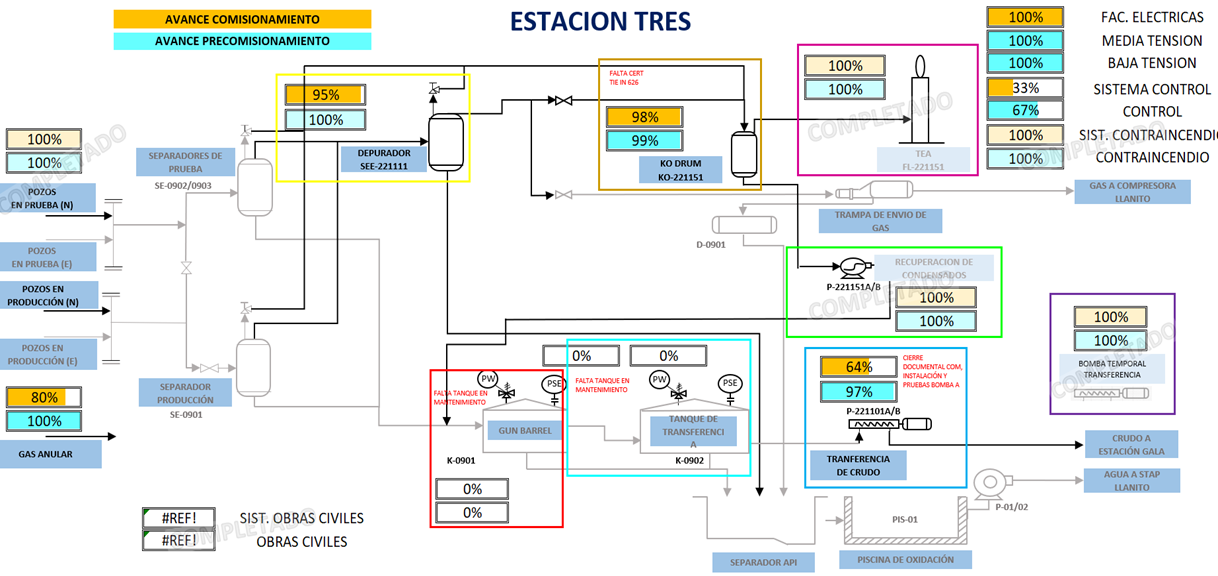 ESTACION TRES
AVANCE COMISIONAMIENTO
AVANCE PRECOMISIONAMIENTO
100%
FAC. ELECTRICAS
100%
MEDIA TENSION
100%
BAJA TENSION
33%
SISTEMA CONTROL
67%
CONTROL
100%
SIST. CONTRAINCENDIO
100%
CONTRAINCENDIO
COMPLETADO
100%
100%
COMPLETADO
POZOS
EN PRUEBA (N)
POZOS
EN PRUEBA (E)
POZOS EN
PRODUCCIÓN (N)
POZOS EN
PRODUCCIÓN (E)
80%
100%
GAS ANULAR
SEPARADORES DE
PRUEBA
SE-0902/0903
SEPARADOR
PRODUCCIÓN
SE-0901
95%
100%
DEPURADOR
SEE-221111
FALTA CERT
TIE IN 626
98%
99%
KO DRUM
KO-221151
100%
100%
COMPLETADO
TEA
FL-221151
GAS A COMPRESORA
LLANITO
TRAMPA DE ENVIO DE
GAS
D-0901
RECUPERACION DE
CONDENSADOS
P-221151A/B
COMPLETADO
100%
100%
100%
100%
COMPLETADO
BOMBA TEMPORAL
TRANSFERENCIA
0%
0%
PW
PSE
FALTA TANQUE EN
MANTENIMIENTO
GUN BARREL
K-0901
0%
0%
FALTA TANQUE EN
MANTENIMIENTO
PW
PSE
TANQUE DE
TRANSFERENCI
A
K-0902
64%
97%
CIERRE
DOCUMENTAL COM,
INSTALACIÓN Y
PRUEBAS BOMBA A
P-221101A/B
TRANFERENCIA
DE CRUDO
CRUDO A
ESTACIÓN GALA
AGUA A STAP
LLANITO
P-01/02
PIS-01
SEPARADOR API
PISCINA DE OXIDACIÓN
#REF!
SIST. OBRAS CIVILES
#REF!
OBRAS CIVILES
COMPLETADO